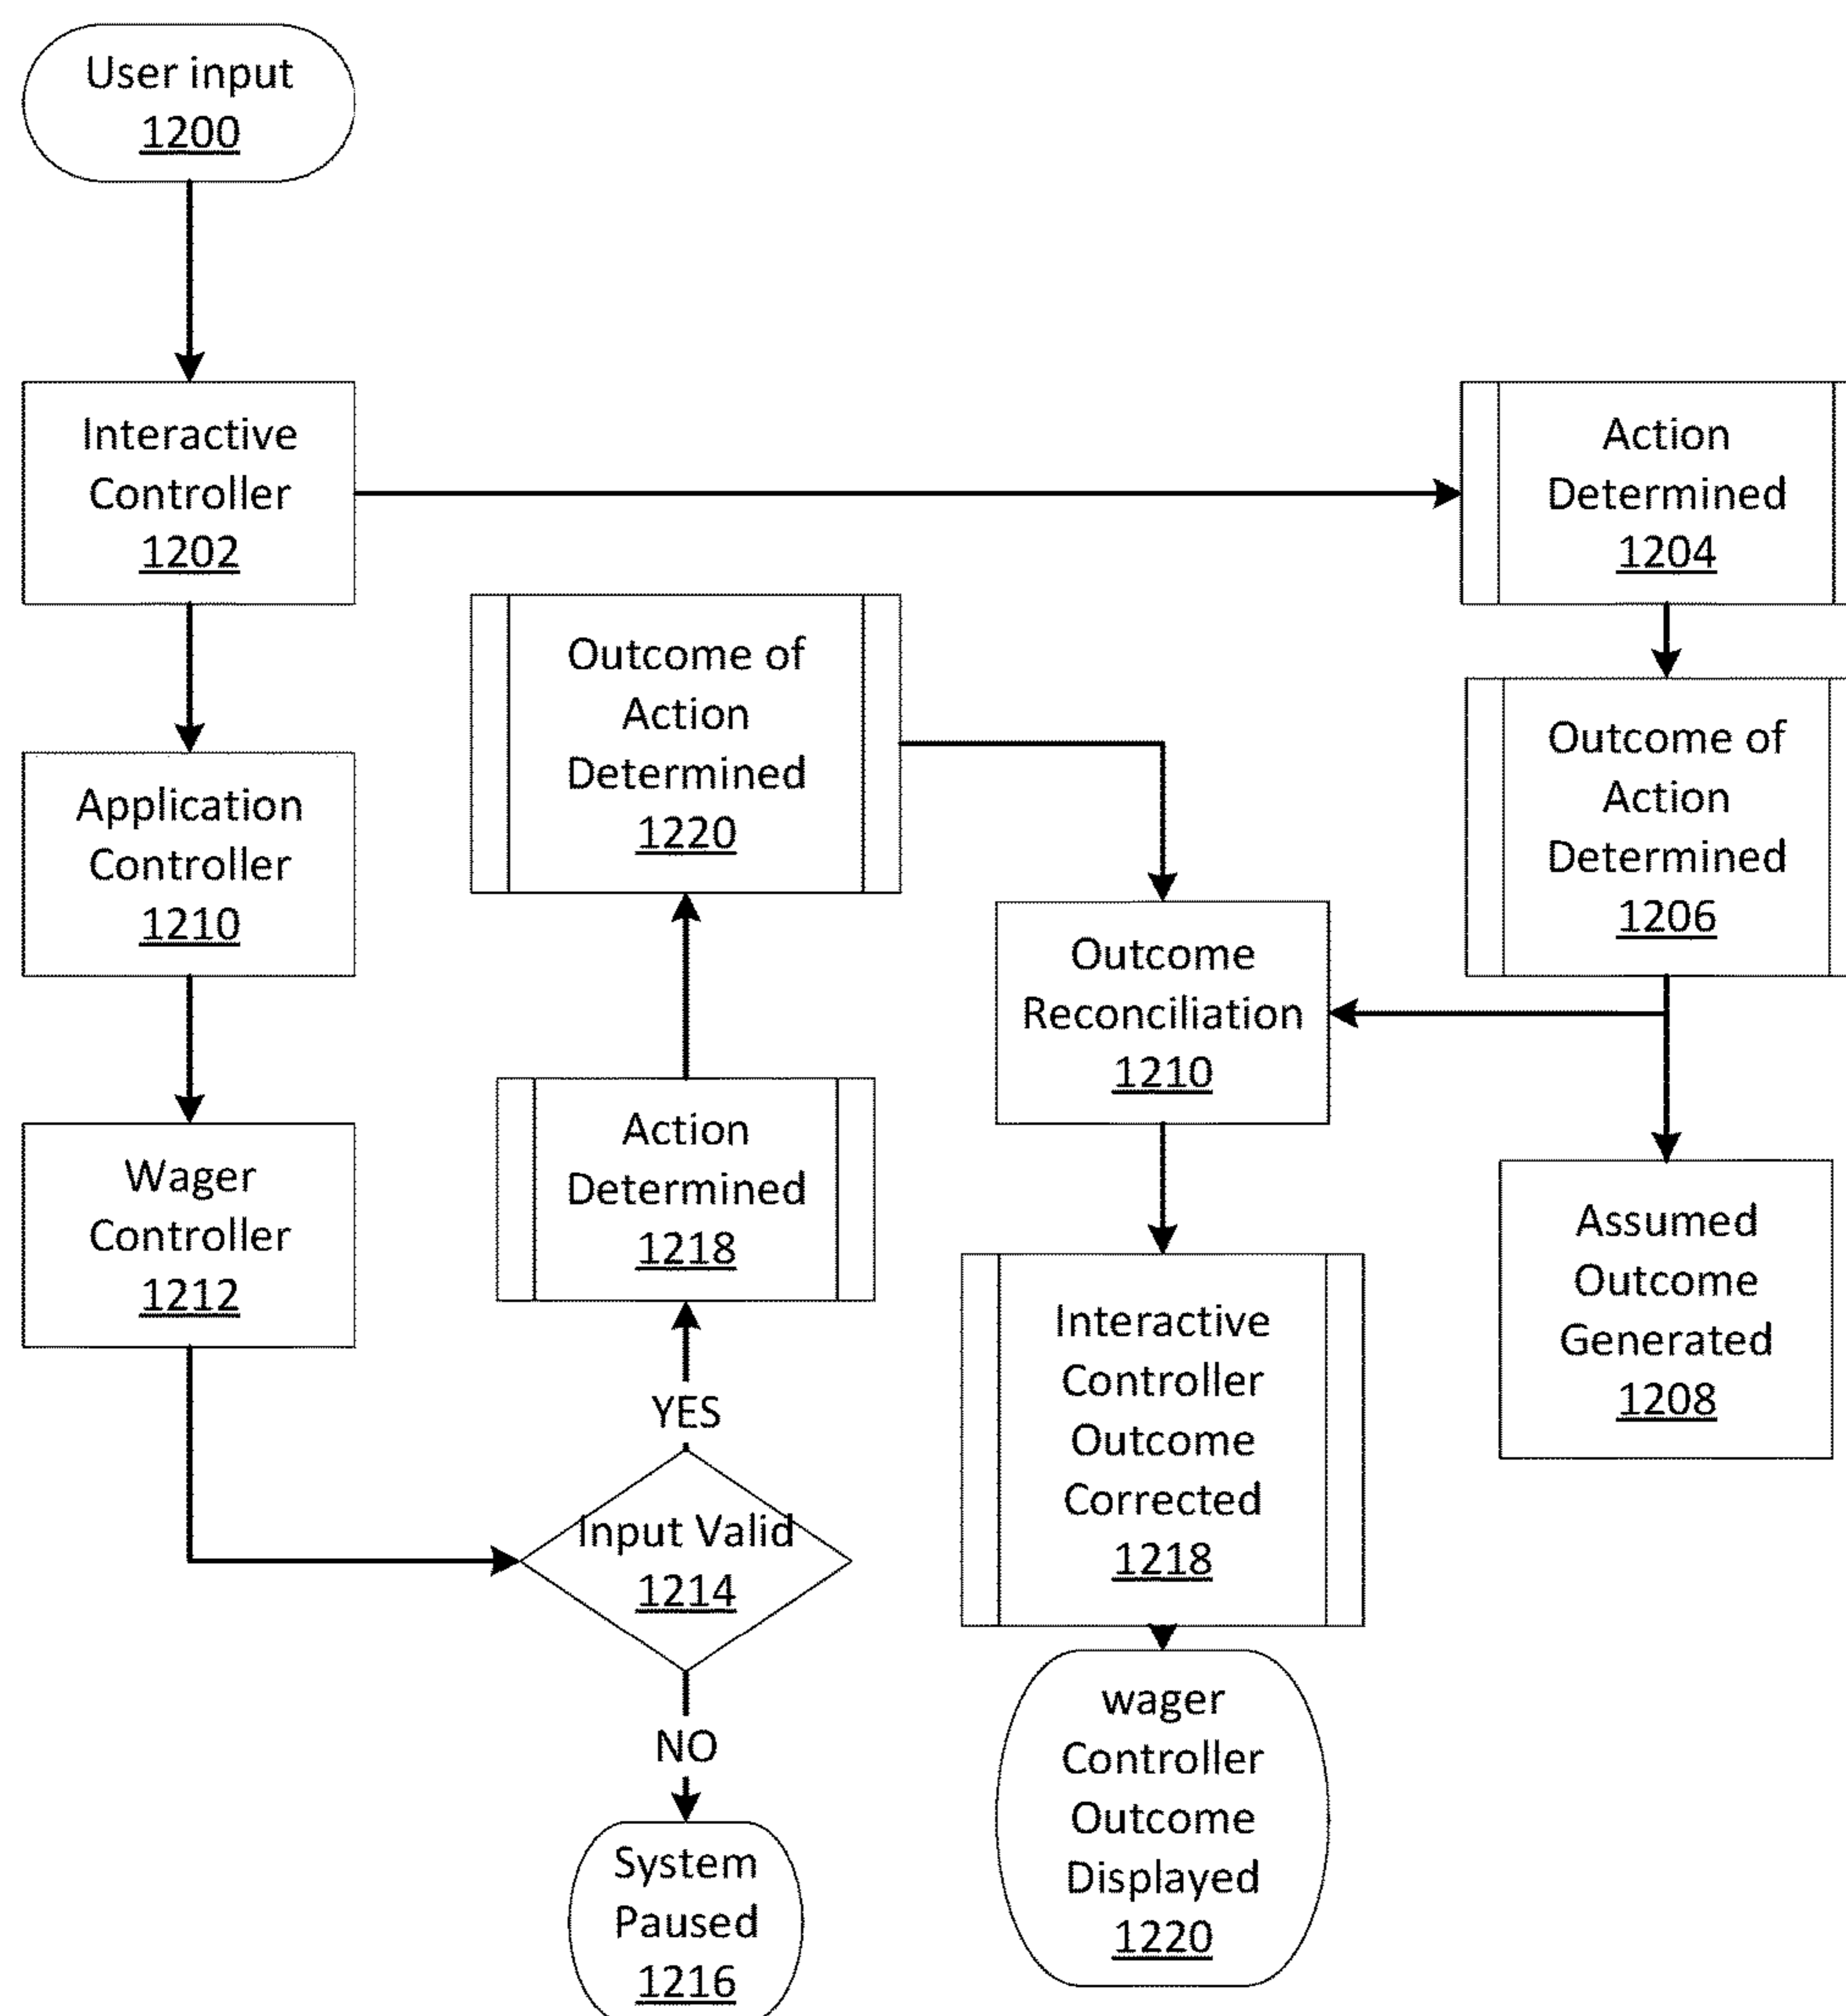 User input
1200
Interactive
Controller
1202
Action
Determined
1204
Outcome of
Action
Determined
1220
Outcome of
Action
Determined
1206
Application
Controller
1210
Outcome
Reconciliation
1210
Action
Determined
1218
Wager
Controller
1212
Assumed
Outcome
Generated
1208
Interactive
Controller
Outcome
Corrected
1218
YES
Input Valid
1214
NO
wager
Controller
Outcome
Displayed
1220
System
Paused
1216